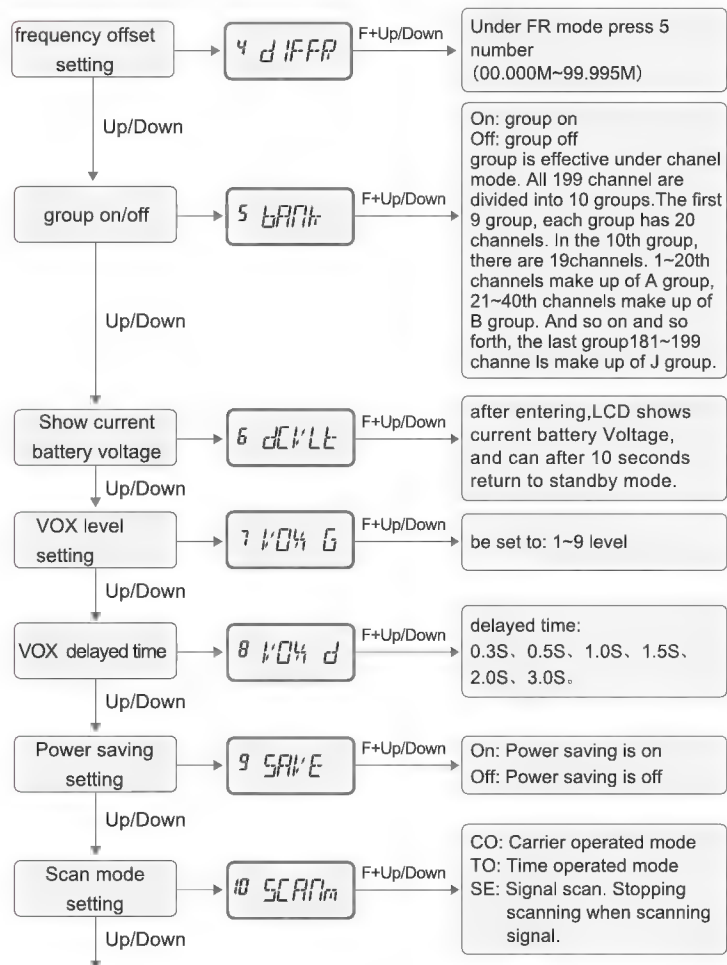 frequency offset
setting
4 dIFFR
F+Up/Down
Under FR mode press 5
number
(00.000M~99.995M)
Up/Down
group on/off
5 bANk
F+Up/Down
On: group on
Off: group off
group is effective under chanel
mode. All 199 channel are
divided into 10 groups.The first
9 group, each group has 20
channels. In the 10th group,
there are 19channels. 1~20th
channels make up of A group,
21~40th channels make up of
B group. And so on and so
forth, the last group181~199
channe ls make up of J group.
Up/Down
Show current
battery voltage
6 dCVLt
F+Up/Down
after entering,LCD shows
current battery Voltage,
and can after 10 seconds
return to standby mode.
Up/Down
VOX level
setting
7 VOX G
F+Up/Down
be set to: 1~9 level
Up/Down
VOX delayed time
8 VOX d
F+Up/Down
delayed time:
0.3S、0.5S、1.0S、1.5S、
2.0S、3.0S。
Up/Down
Power saving
setting
9 SAVE
F+Up/Down
On: Power saving is on
Off: Power saving is off
Up/Down
Scan mode
setting
10 SCANm
F+Up/Down
CO: Carrier operated mode
TO: Time operated mode
SE: Signal scan. Stopping
scanning when scanning
signal.
Up/Down